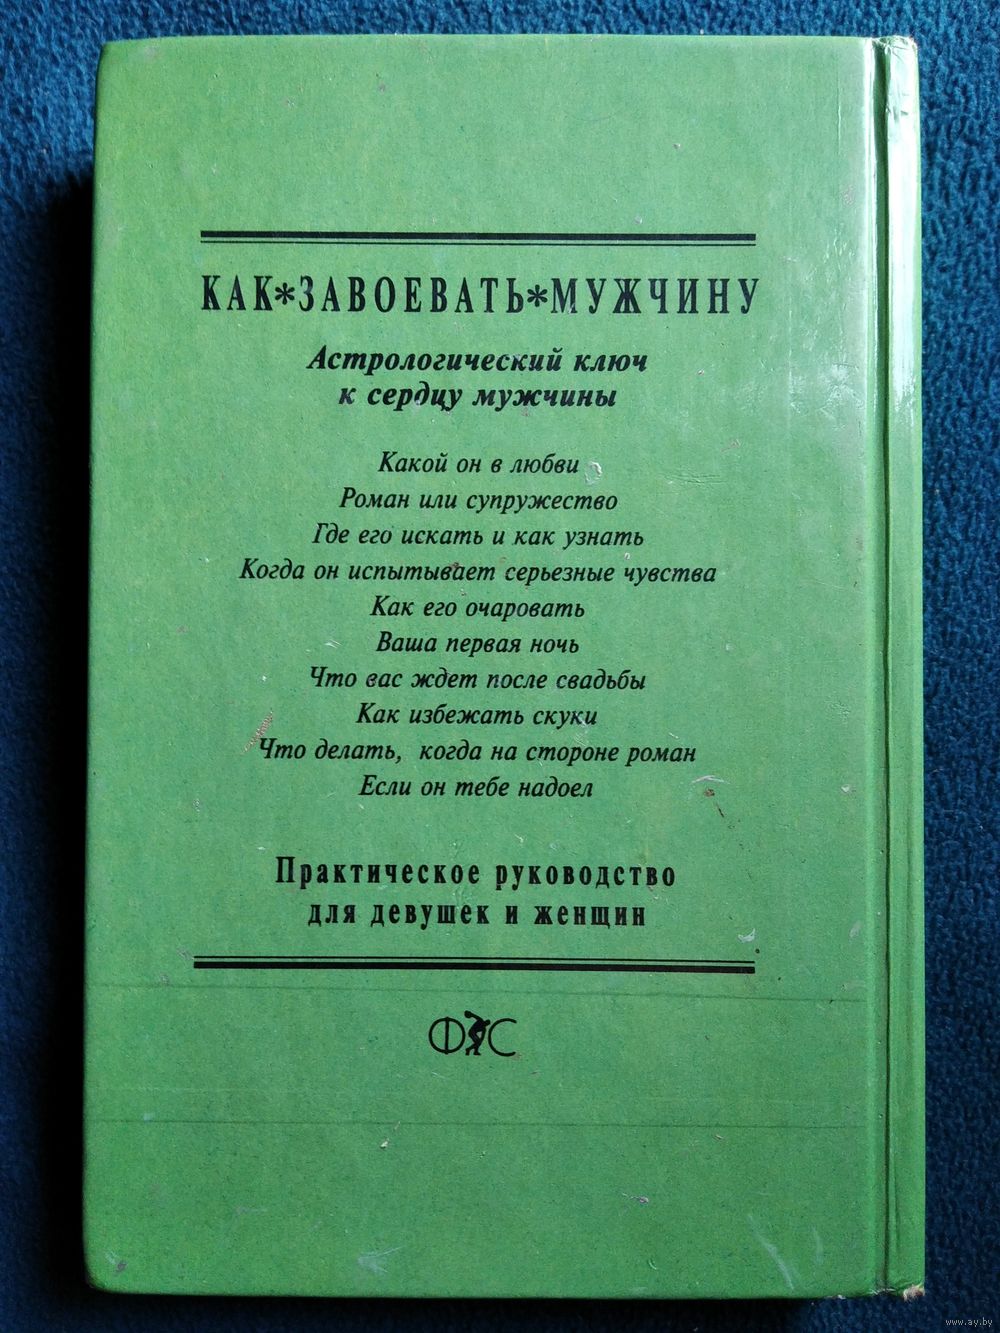 КАК*ЗАВОЕВАТЬ*МУЖЧИНУ
Астрологический ключ
к сердцу мужчины
Какой он в любви
Роман или супружество
Где его искать и как узнать
Когда он испытывает серьезные чувства
Как его очаровать
Ваша первая ночь
Что вас ждет после свадьбы
Как избежать скуки
Что делать, когда на стороне роман
Если он тебе надоел
Практическое руководство
для девушек и женщин
ФиС
www.ay.by